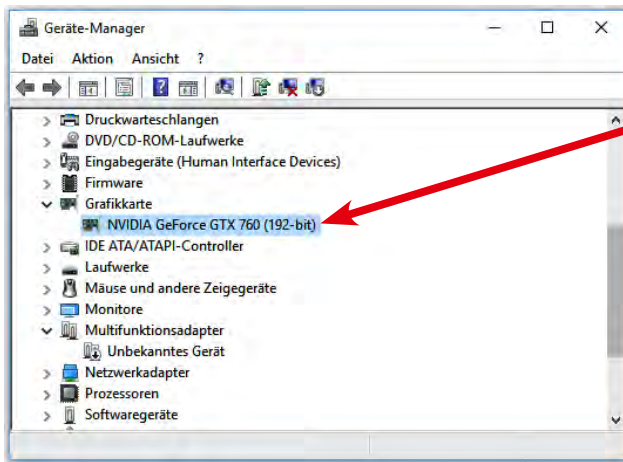 Geräte-Manager
Datei Aktion Ansicht ?
Druckwarteschlangen
DVD/CD-ROM-Laufwerke
Eingabegeräte (Human Interface Devices)
Firmware
Grafikkarte
NVIDIA GeForce GTX 760 (192-bit)
IDE ATA/ATAPI-Controller
Laufwerke
Mäuse und andere Zeigegeräte
Monitore
Multifunktionsadapter
Unbekanntes Gerät
Netzwerkadapter
Prozessoren
Softwaregeräte